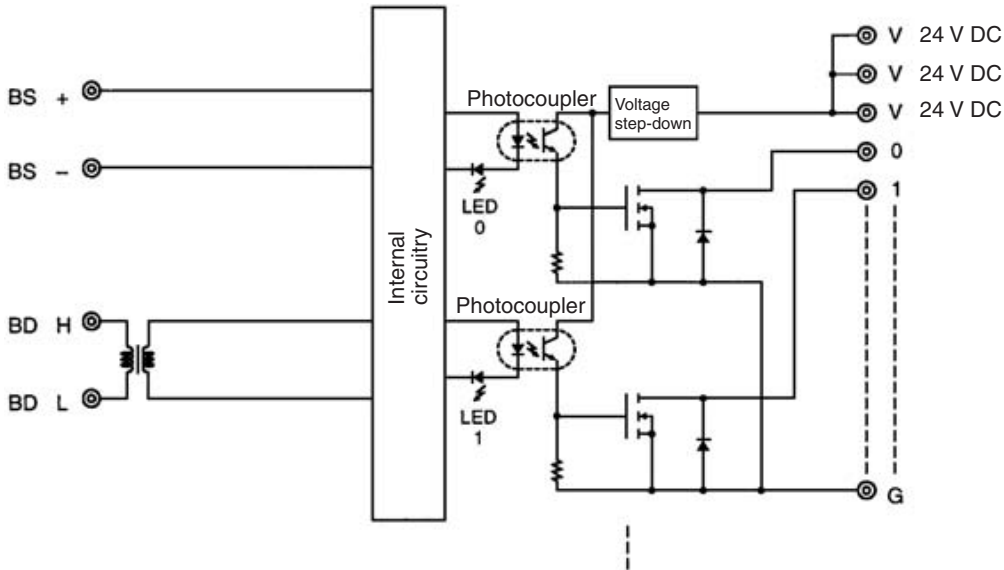 V 24 V DC
V 24 V DC
V 24 V DC
0
1
G
BS +
BS −
BD H
BD L
Internal
circuitry
Photocoupler
Voltage
step-down
LED
0
Photocoupler
LED
1